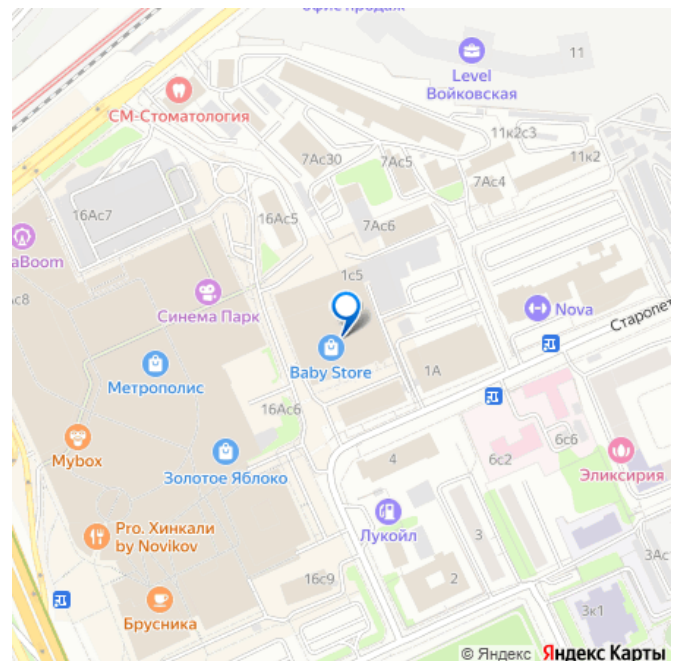 офис продаж
11
Level
Войковская
СМ-Стоматология
11к2с3
7Ас30
7Ас5
11к2
7Ас4
16Ас7
16Ас5
7Ас6
aBoom
1с5
с8
Синема Парк
Nova
Старопет
Baby Store
1А
Метрополис
16Ас6
Mybox
4
6с2
6с6
Золотое Яблоко
Эликсирия
Pro. Хинкали
by Novikov
Лукойл
3
3Ас
16с9
2
Брусника
3к1
© Яндекс Яндекс Карты